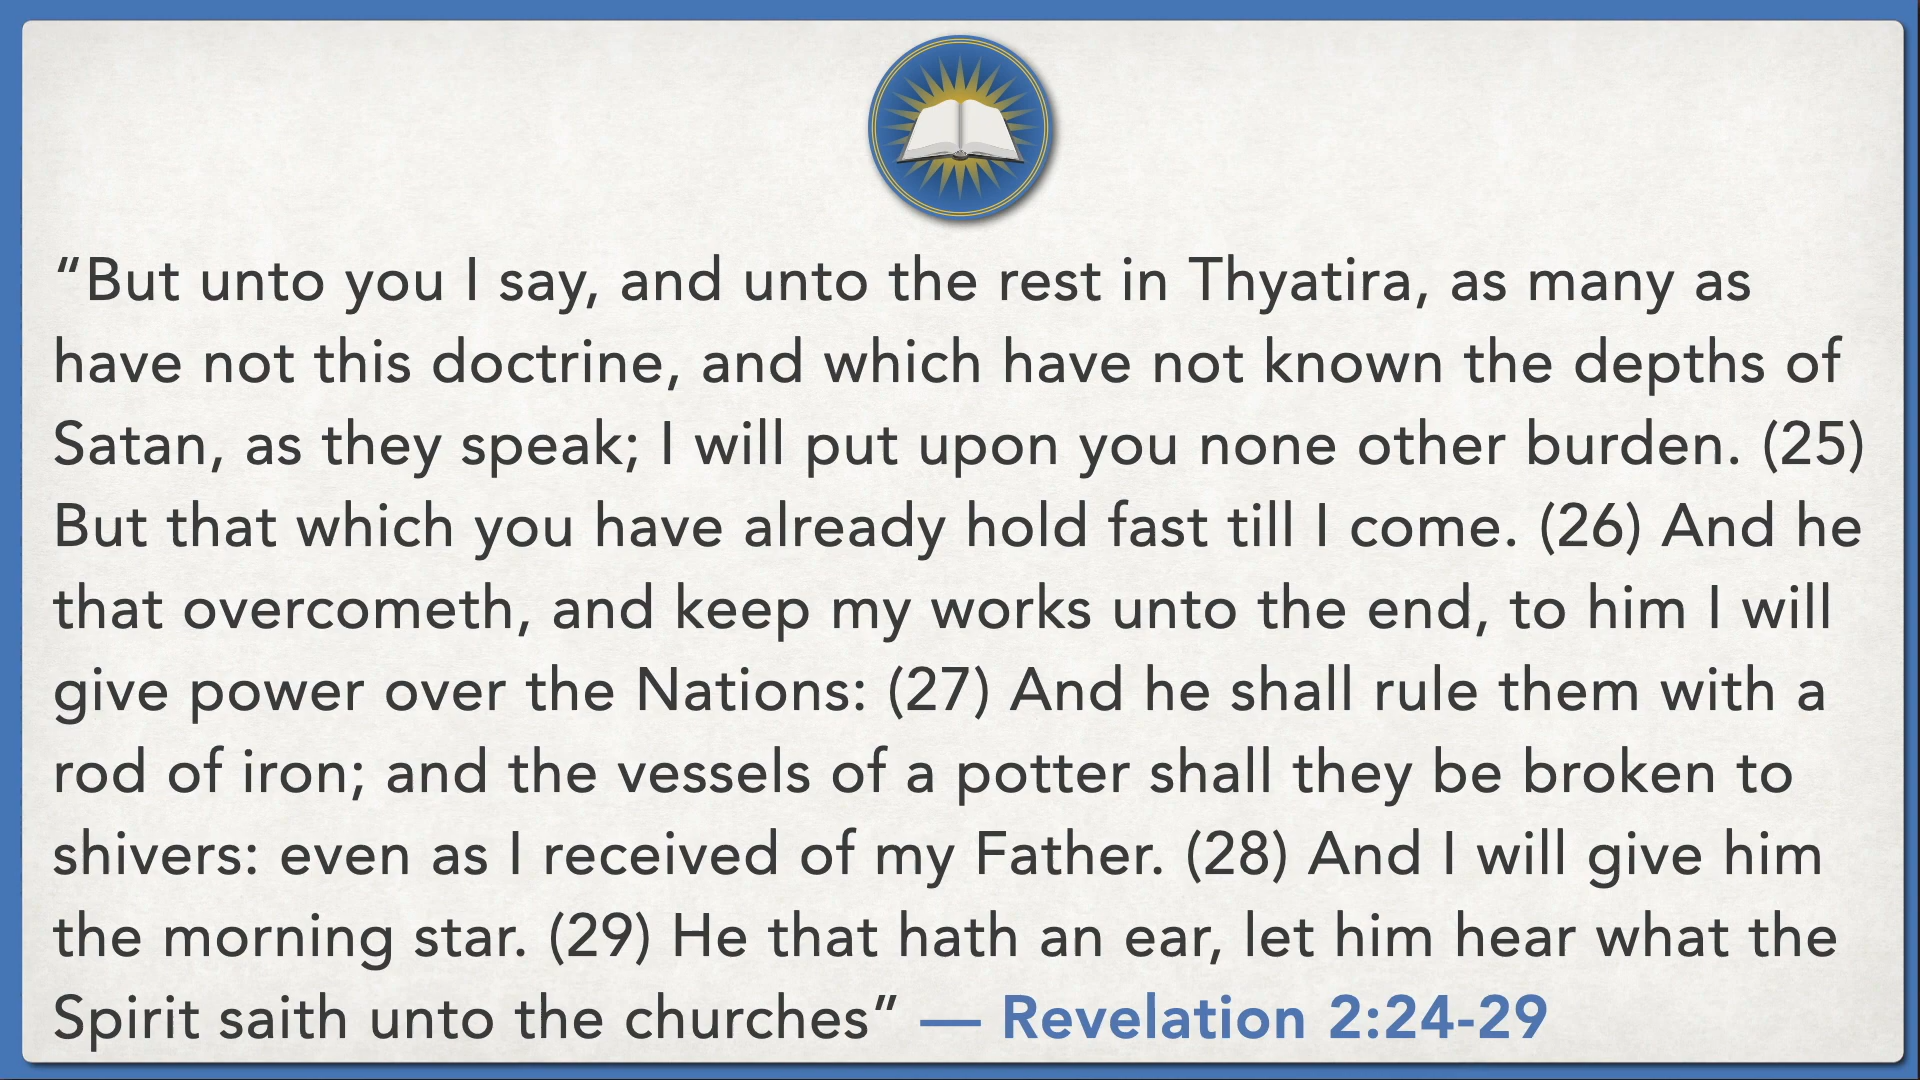 “But unto you I say, and unto the rest in Thyatira, as many as
have not this doctrine, and which have not known the depths of
Satan, as they speak; I will put upon you none other burden. (25)
But that which you have already hold fast till I come. (26) And he
that overcometh, and keep my works unto the end, to him I will
give power over the Nations: (27) And he shall rule them with a
rod of iron; and the vessels of a potter shall they be broken to
shivers: even as I received of my Father. (28) And I will give him
the morning star. (29) He that hath an ear, let him hear what the
Spirit saith unto the churches” — Revelation 2:24-29